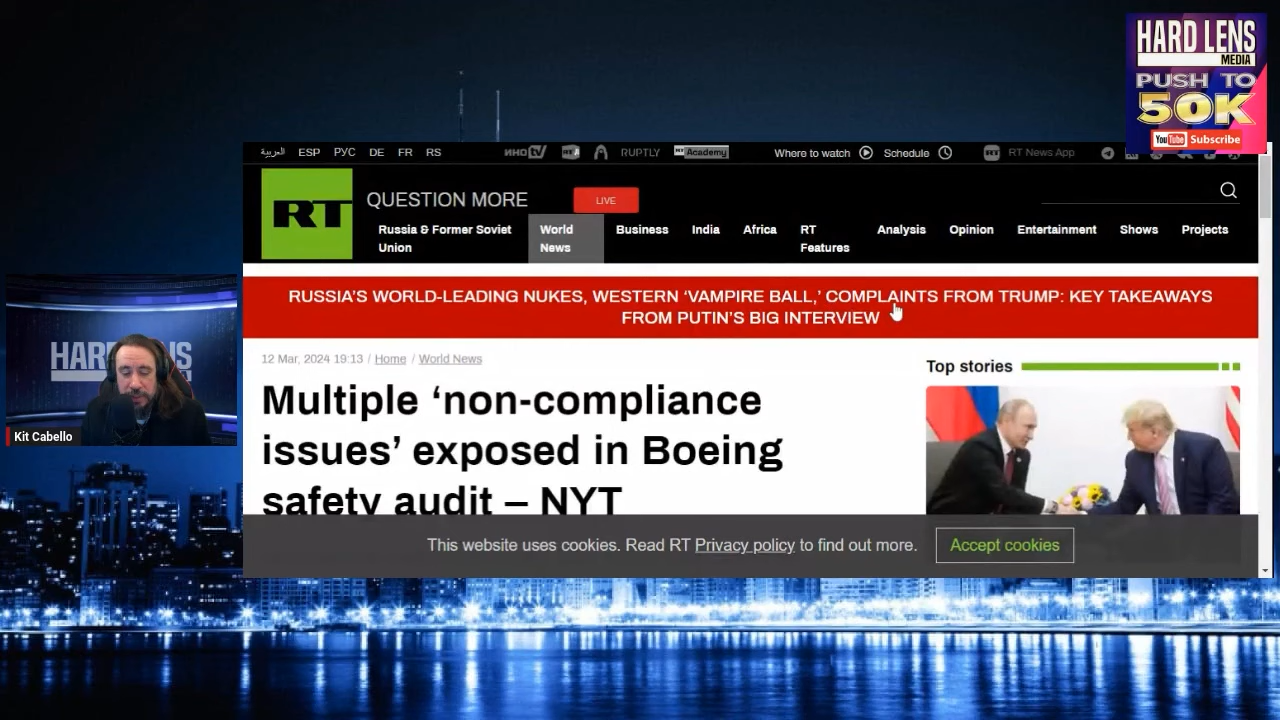 HARD LENS
MEDIA
PUSH TO
50K
YouTube Subscribe
العربية ESP РУС DE FR RS ИНО TV RUPTLY RT Academy Where to watch Schedule RT RT News App
RT QUESTION MORE LIVE
Russia & Former Soviet Union
World News
Business
India
Africa
RT Features
Analysis
Opinion
Entertainment
Shows
Projects
RUSSIA'S WORLD-LEADING NUKES, WESTERN 'VAMPIRE BALL,' COMPLAINTS FROM TRUMP: KEY TAKEAWAYS
FROM PUTIN'S BIG INTERVIEW
12 Mar, 2024 19:13 / Home / World News
Multiple ‘non-compliance
issues’ exposed in Boeing
safety audit – NYT
Top stories
This website uses cookies. Read RT Privacy policy to find out more. Accept cookies
HARD
Kit Cabello